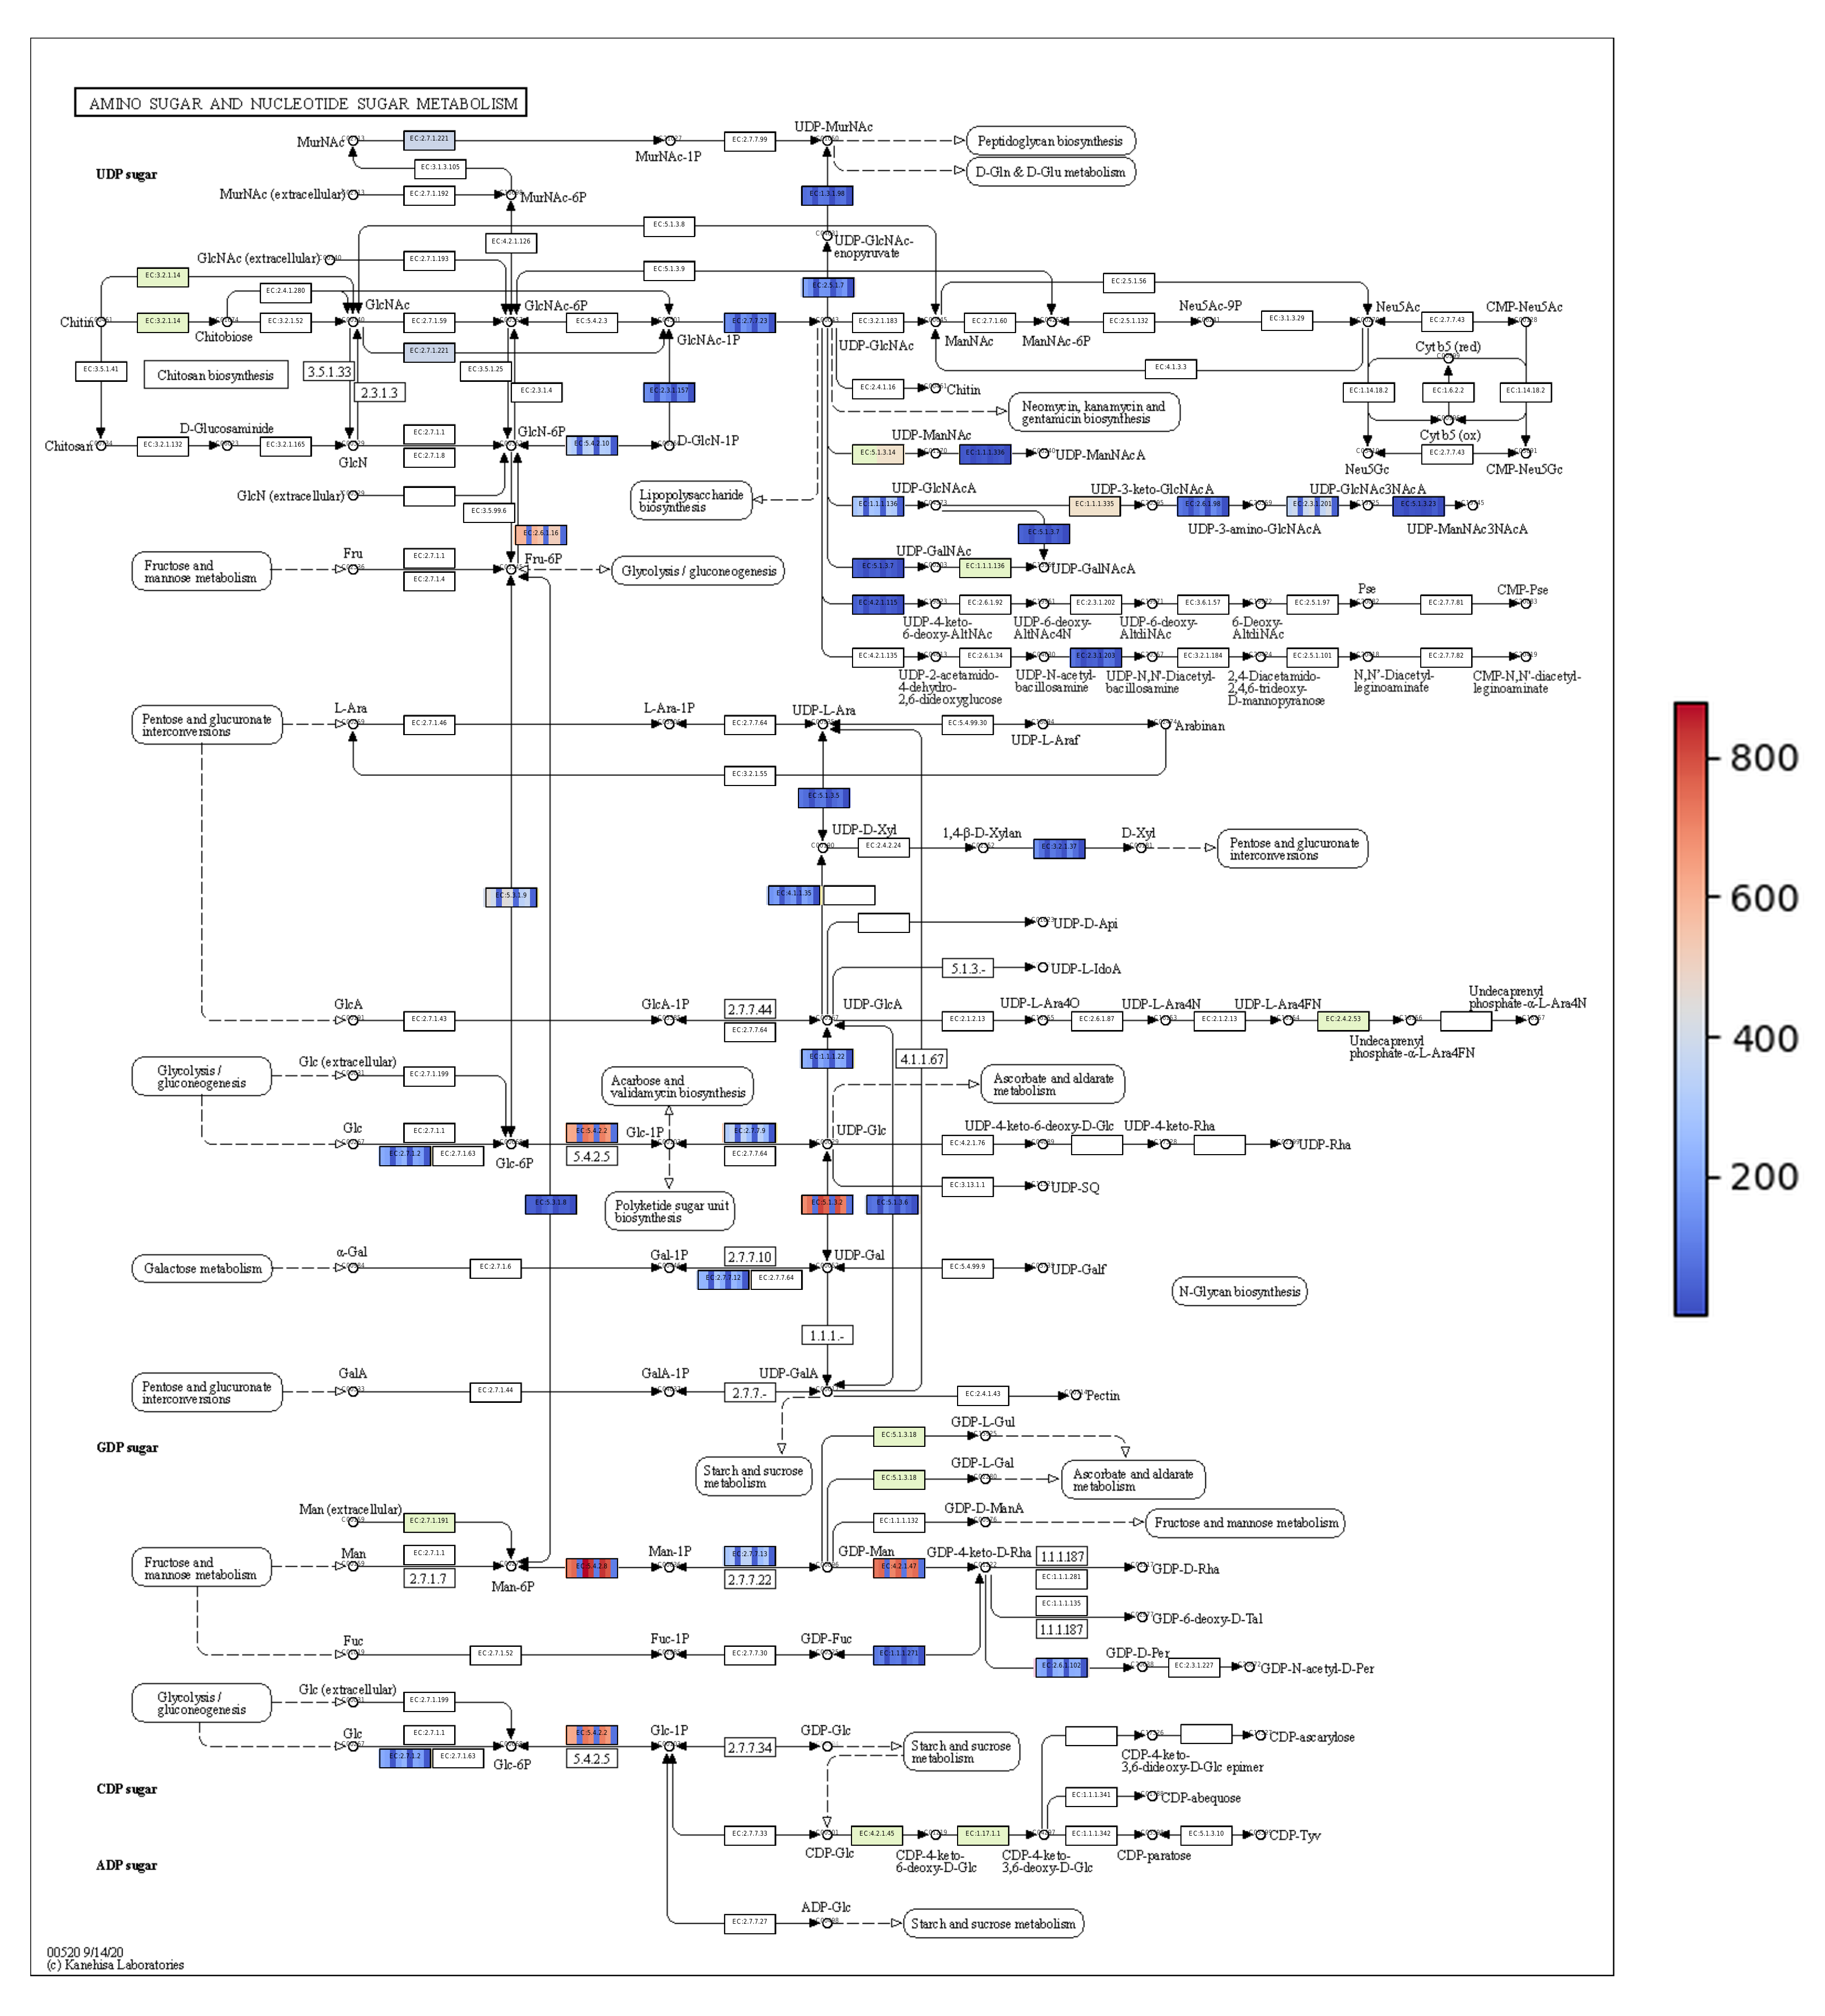 AMINO SUGAR AND NUCLEOTIDE SUGAR METABOLISM
UDP sugar
MurNAc
EC:2.7.1.221
MurNAc-1P
EC:2.7.7.99
UDP-MurNAc
Peptidoglycan biosynthesis
D-Gln & D-Glu metabolism
EC:3.1.3.105
MurNAc (extracellular)
EC:2.7.1.192
MurNAc-6P
EC:1.3.1.98
EC:5.1.3.8
EC:4.2.1.126
UDP-GlcNAc-
enopyruvate
GlcNAc (extracellular)
EC:2.7.1.193
EC:3.2.1.14
EC:5.1.3.9
EC:2.4.1.280
EC:2.5.1.7
EC:2.5.1.56
GlcNAc
GlcNAc-6P
Neu5Ac-9P
Neu5Ac
CMP-Neu5Ac
Chitin
EC:3.2.1.14
Chitobiose
EC:3.2.1.52
EC:2.7.1.59
EC:5.4.2.3
GlcNAc-1P
EC:2.7.7.23
UDP-GlcNAc
EC:3.2.1.183
ManNAc
EC:2.7.1.60
ManNAc-6P
EC:2.5.1.132
EC:3.1.3.29
EC:2.7.7.43
Cytb5 (red)
EC:2.7.1.221
EC:3.5.1.41
Chitosan biosynthesis
3.5.1.33
2.3.1.3
EC:3.5.1.25
EC:2.3.1.4
EC:2.3.1.157
EC:4.1.3.3
EC:2.4.1.16
Chitin
EC:1.14.18.2
EC:1.6.2.2
EC:1.14.18.2
Neomycin, kanamycin and
gentamicin biosynthesis
Cytb5 (ox)
Chitosan
EC:3.2.1.132
D-Glucosaminide
EC:3.2.1.165
GlcN
EC:2.7.1.1
EC:2.7.1.8
GlcN-6P
EC:5.4.2.10
D-GlcN-1P
UDP-ManNAc
EC:5.1.3.14
EC:1.1.1.336
UDP-ManNAcA
Neu5Gc
EC:2.7.7.43
CMP-Neu5Gc
GlcN (extracellular)
EC:3.5.99.6
Lipopolysaccharide
biosynthesis
UDP-GlcNAcA
EC:1.1.1.136
UDP-3-keto-GlcNAcA
EC:1.1.1.335
EC:2.6.1.98
UDP-3-amino-GlcNAcA
UDP-GlcNAc3NAcA
EC:2.3.1.201
EC:5.1.3.23
UDP-ManNAc3NAcA
EC:2.6.1.16
EC:5.1.3.7
Fructose and
mannose metabolism
Fru
EC:2.7.1.1
EC:2.7.1.4
Fru-6P
Glycolysis / gluconeogenesis
UDP-GalNAc
EC:5.1.3.7
EC:1.1.1.136
UDP-GalNAcA
EC:4.2.1.115
UDP-4-keto-
6-deoxy-AltNAc
EC:2.6.1.92
UDP-6-deoxy-
AltNAc4N
EC:2.3.1.202
UDP-6-deoxy-
AltdiNAc
EC:3.6.1.57
6-Deoxy-
AltdiNAc
EC:2.5.1.97
Pse
EC:2.7.7.81
CMP-Pse
EC:4.2.1.135
UDP-2-acetamido-
4-dehydro-
2,6-dideoxyglucose
EC:2.6.1.34
UDP-N-acetyl-
bacillosamine
EC:2.3.1.203
UDP-N,N'-Diacetyl-
bacillosamine
EC:3.2.1.184
2,4-Diacetamido-
2,4,6-trideoxy-
D-mannopyranose
EC:2.5.1.101
N,N'-Diacetyl-
leginoaminate
EC:2.7.7.82
CMP-N,N'-diacetyl-
leginoaminate
Pentose and glucuronate
interconversions
L-Ara
EC:2.7.1.46
L-Ara-1P
EC:2.7.7.64
UDP-L-Ara
EC:5.4.99.30
UDP-L-Araf
Arabinan
EC:3.2.1.55
800
EC:5.1.3.5
UDP-D-Xyl
EC:2.4.2.24
1,4-β-D-Xylan
EC:3.2.1.37
D-Xyl
Pentose and glucuronate
interconversions
EC:5.3.1.9
EC:4.1.1.35
600
UDP-D-Api
5.1.3.-
UDP-L-IdoA
GlcA
EC:2.7.1.43
GlcA-1P
2.7.7.44
EC:2.7.7.64
UDP-GlcA
EC:2.1.2.13
UDP-L-Ara4O
EC:2.6.1.87
UDP-L-Ara4N
EC:2.1.2.13
UDP-L-Ara4FN
EC:2.4.2.53
Undecaprenyl
phosphate-α-L-Ara4FN
Undecaprenyl
phosphate-α-L-Ara4N
400
EC:1.1.1.22
4.1.1.67
Glycolysis /
gluconeogenesis
Glc (extracellular)
EC:2.7.1.199
Acarbose and
validamycin biosynthesis
Ascorbate and aldarate
metabolism
Glc
EC:2.7.1.1
EC:2.7.1.2
EC:2.7.1.63
Glc-6P
EC:5.4.2.2
5.4.2.5
Glc-1P
EC:2.7.7.9
EC:2.7.7.64
UDP-Glc
EC:4.2.1.76
UDP-4-keto-6-deoxy-D-Glc
UDP-4-keto-Rha
UDP-Rha
200
EC:3.13.1.1
UDP-SQ
EC:5.3.1.8
Polyketide sugar unit
biosynthesis
EC:5.1.3.2
EC:5.1.3.6
Galactose metabolism
α-Gal
EC:2.7.1.6
Gal-1P
2.7.7.10
EC:2.7.7.12
EC:2.7.7.64
UDP-Gal
EC:5.4.99.9
UDP-Galf
N-Glycan biosynthesis
1.1.1.-
Pentose and glucuronate
interconversions
GalA
EC:2.7.1.44
GalA-1P
2.7.7.-
UDP-GalA
EC:2.4.1.43
Pectin
GDP sugar
Starch and sucrose
metabolism
EC:5.1.3.18
GDP-L-Gul
EC:5.1.3.18
GDP-L-Gal
Ascorbate and aldarate
metabolism
Man (extracellular)
EC:2.7.1.191
EC:1.1.1.132
GDP-D-ManA
Fructose and mannose metabolism
Fructose and
mannose metabolism
Man
EC:2.7.1.1
2.7.1.7
Man-6P
EC:5.4.2.8
Man-1P
EC:2.7.7.13
2.7.7.22
GDP-Man
EC:4.2.1.47
GDP-4-keto-D-Rha
1.1.1.187
EC:1.1.1.281
GDP-D-Rha
EC:1.1.1.135
1.1.1.187
GDP-6-deoxy-D-Tal
Fuc
EC:2.7.1.52
Fuc-1P
EC:2.7.7.30
GDP-Fuc
EC:1.1.1.271
EC:2.6.1.102
GDP-D-Per
EC:2.3.1.227
GDP-N-acetyl-D-Per
Glycolysis /
gluconeogenesis
Glc (extracellular)
EC:2.7.1.199
Glc
EC:2.7.1.1
EC:2.7.1.2
EC:2.7.1.63
Glc-6P
EC:5.4.2.2
5.4.2.5
Glc-1P
2.7.7.34
GDP-Glc
Starch and sucrose
metabolism
CDP-4-keto-
3,6-dideoxy-D-Glc epimer
CDP-ascarylose
CDP sugar
EC:1.1.1.341
CDP-abequose
EC:2.7.7.33
CDP-Glc
EC:4.2.1.45
CDP-4-keto-
6-deoxy-D-Glc
EC:1.17.1.1
CDP-4-keto-
3,6-deoxy-D-Glc
EC:1.1.1.342
CDP-paratose
EC:5.1.3.10
CDP-Tyv
ADP sugar
EC:2.7.7.27
ADP-Glc
Starch and sucrose metabolism
00520 9/14/20
(c) Kanehisa Laboratories